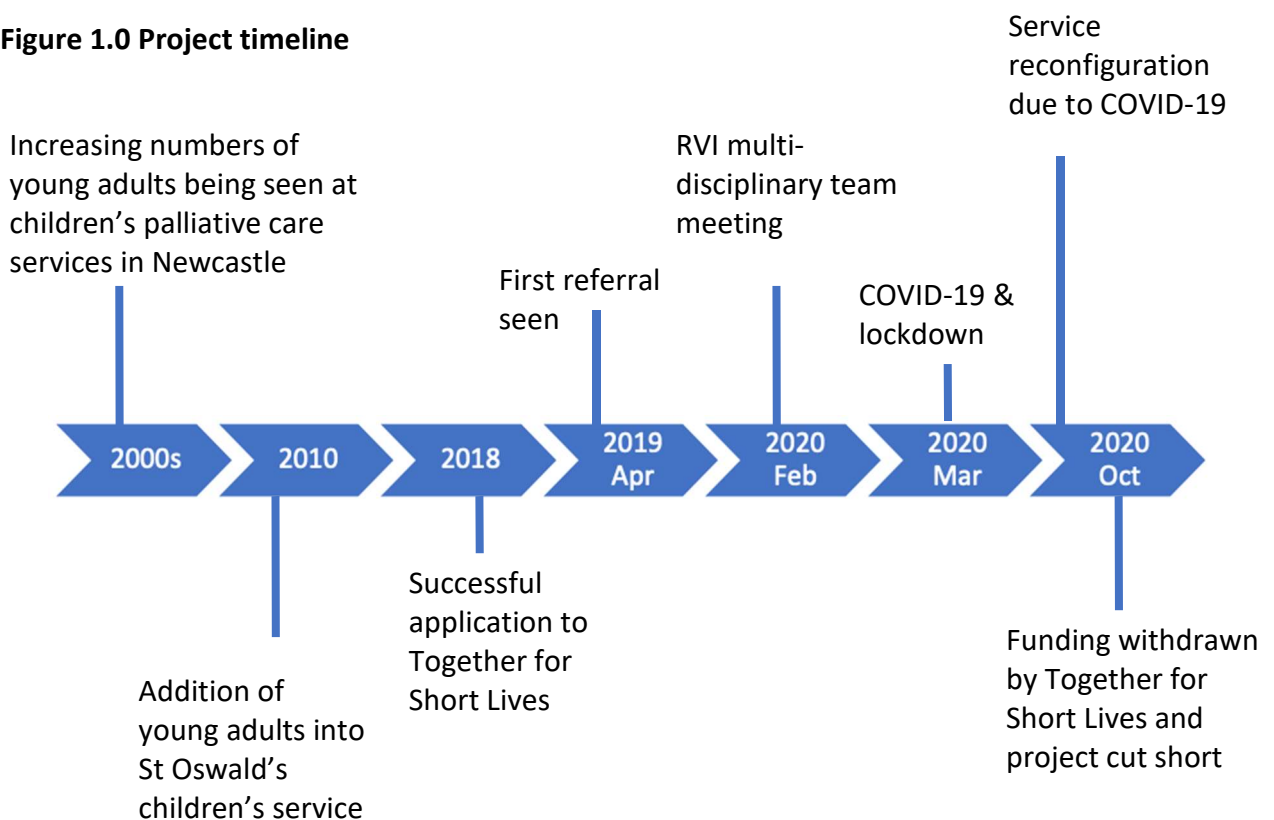 Figure 1.0 Project timeline
Service
reconfiguration
due to COVID-19
Increasing numbers of
young adults being seen at
children’s palliative care
services in Newcastle
RVI multi-
disciplinary team
meeting
First referral
seen
COVID-19 &
lockdown
2000s
2010
2018
2019
Apr
2020
Feb
2020
Mar
2020
Oct
Successful
application to
Together for
Short Lives
Addition of
young adults into
St Oswald’s
children’s service
Funding withdrawn
by Together for
Short Lives and
project cut short